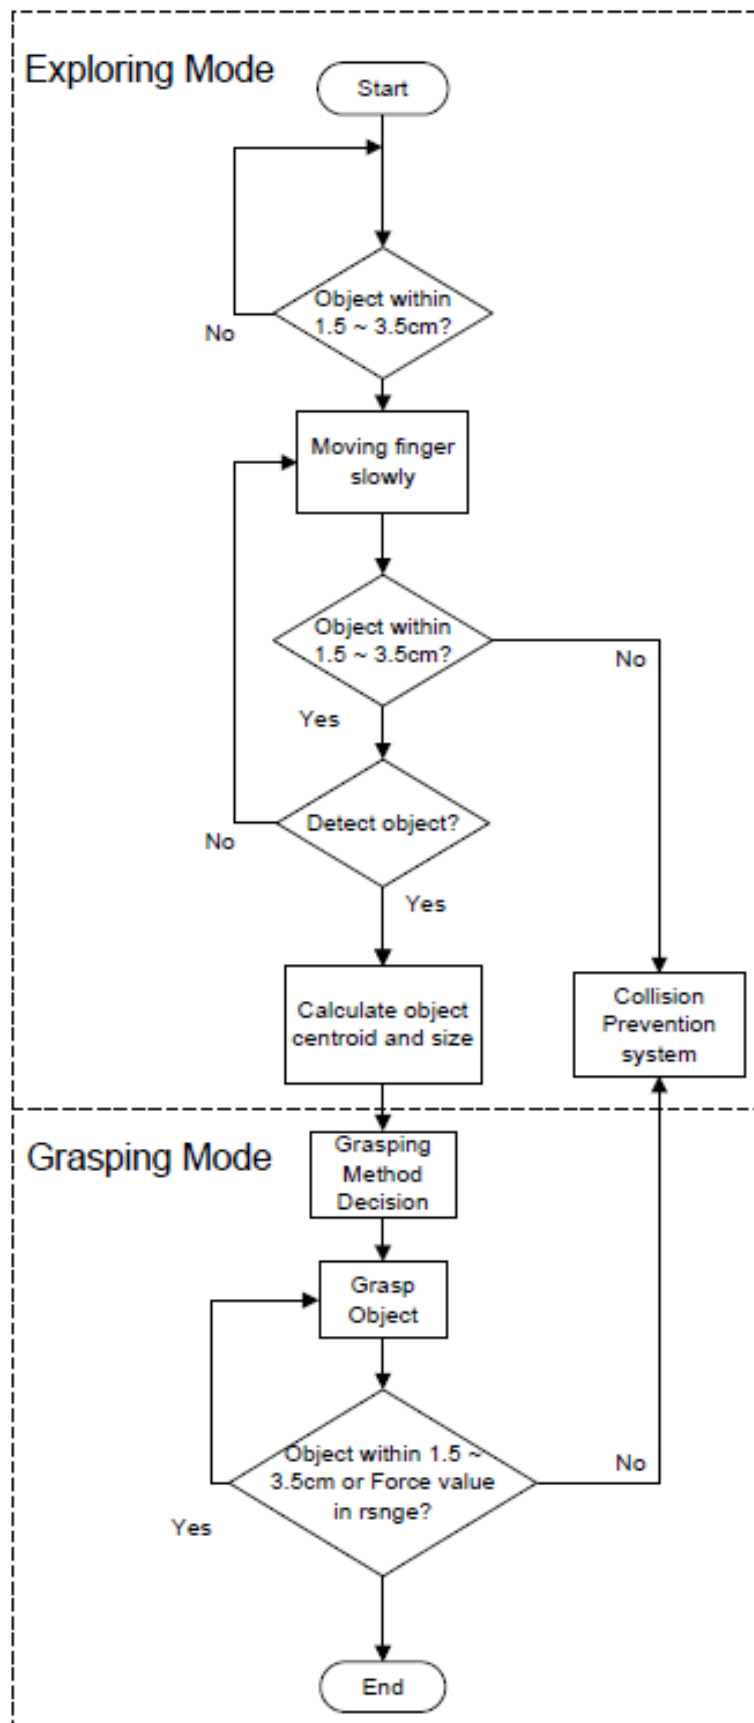 Exploring Mode
Start
Object within
1.5 ~ 3.5cm?
No
Moving finger
slowly
Object within
1.5 ~ 3.5cm?
No
Yes
Detect object?
No
Yes
Calculate object
centroid and size
Collision
Prevention
system
Grasping Mode
Grasping
Method
Decision
Grasp
Object
Object within 1.5 ~
3.5cm or Force value
in rsnge?
No
Yes
End